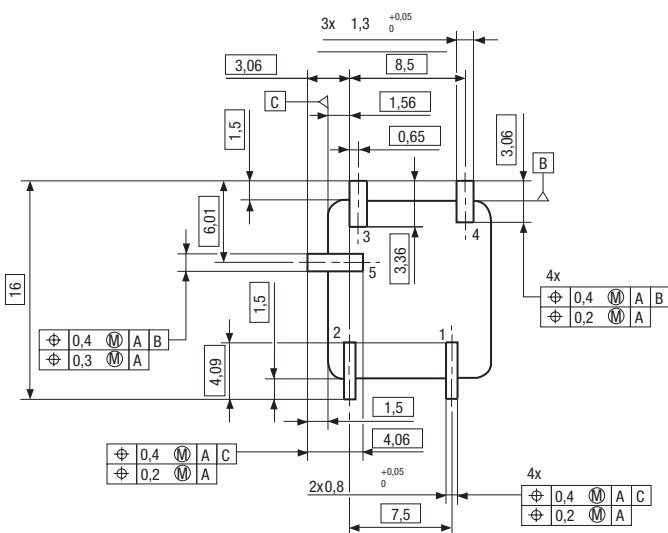 3x 1,3 +0,05 0
3,06
8,5
C
1,56
1,5
0,65
3,06
B
6,01
3
4
3,36
5
16
4x
⌖ 0,4 Ⓜ A B
⌖ 0,2 Ⓜ A
1,5
2
1
⌖ 0,4 Ⓜ A B
⌖ 0,3 Ⓜ A
4,09
1,5
4,06
⌖ 0,4 Ⓜ A C
⌖ 0,2 Ⓜ A
2x0,8 +0,05 0
4x
⌖ 0,4 Ⓜ A C
⌖ 0,2 Ⓜ A
7,5